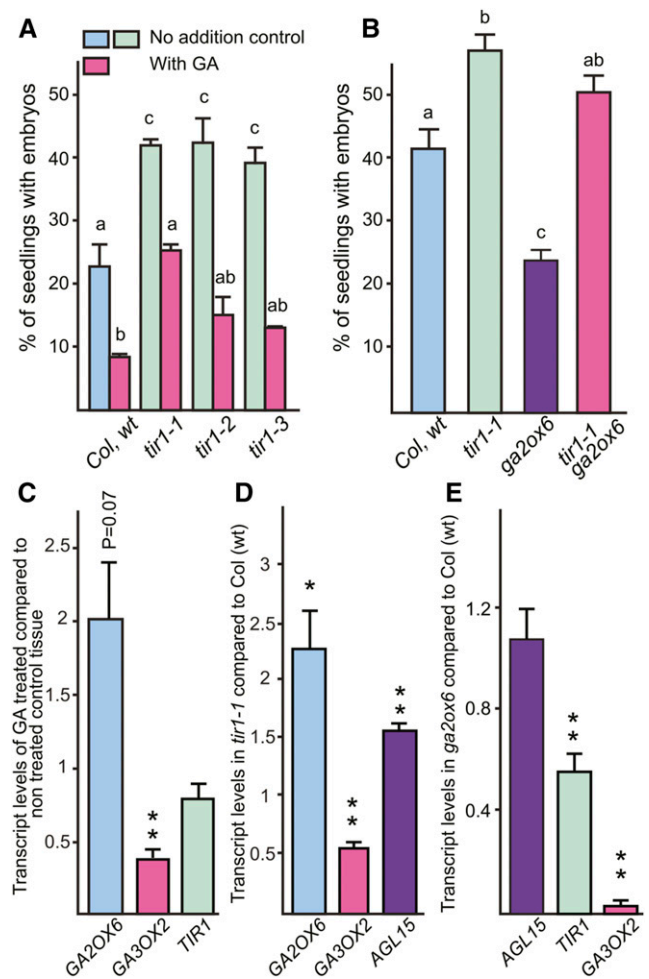 A
No addition control
With GA
% of seedlings with embryos
50
40
30
20
10
a
b
c
a
c
ab
c
ab
Col, wt
tir1-1
tir1-2
tir1-3
B
% of seedlings with embryos
50
40
30
20
10
a
b
c
ab
Col, wt
tir1-1
ga2ox6
tir1-1
ga2ox6
C
Transcript levels of GA treated compared to
non treated control tissue
2.5
2
1.5
1
0.5
P=0.07
**
GA2OX6
GA3OX2
TIR1
D
Transcript levels in tir1-1 compared to Col (wt)
3
2.5
2
1.5
1
0.5
*
**
**
GA2OX6
GA3OX2
AGL15
E
Transcript levels in ga2ox6 compared to Col (wt)
1.2
0.8
0.4
**
**
AGL15
TIR1
GA3OX2